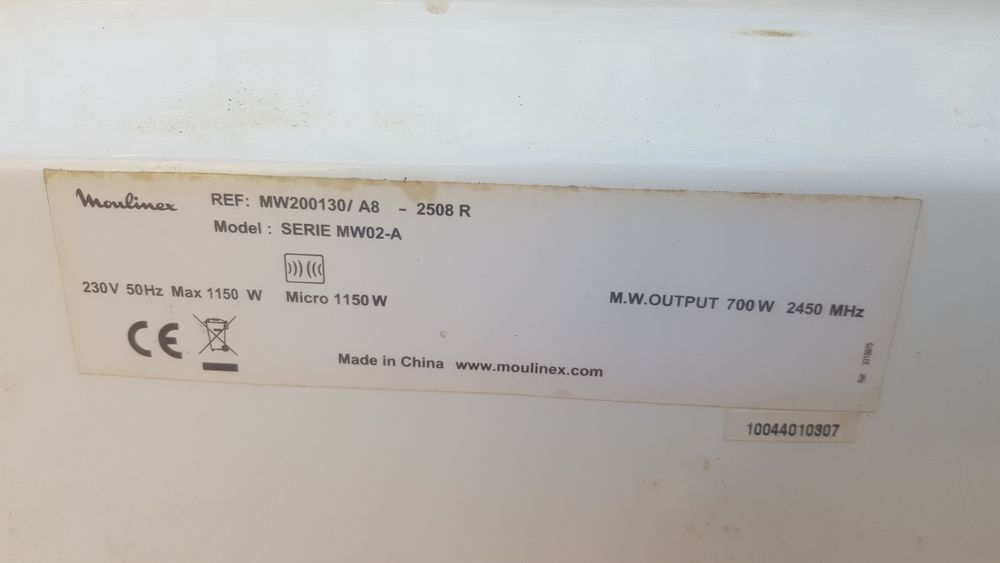 Moulinex REF: MW200130/ A8 - 2508 R
Model : SERIE MW02-A
230V 50Hz Max 1150 W Micro 1150 W
M.W.OUTPUT 700 W 2450 MHz
Made in China www.moulinex.com
10044010307